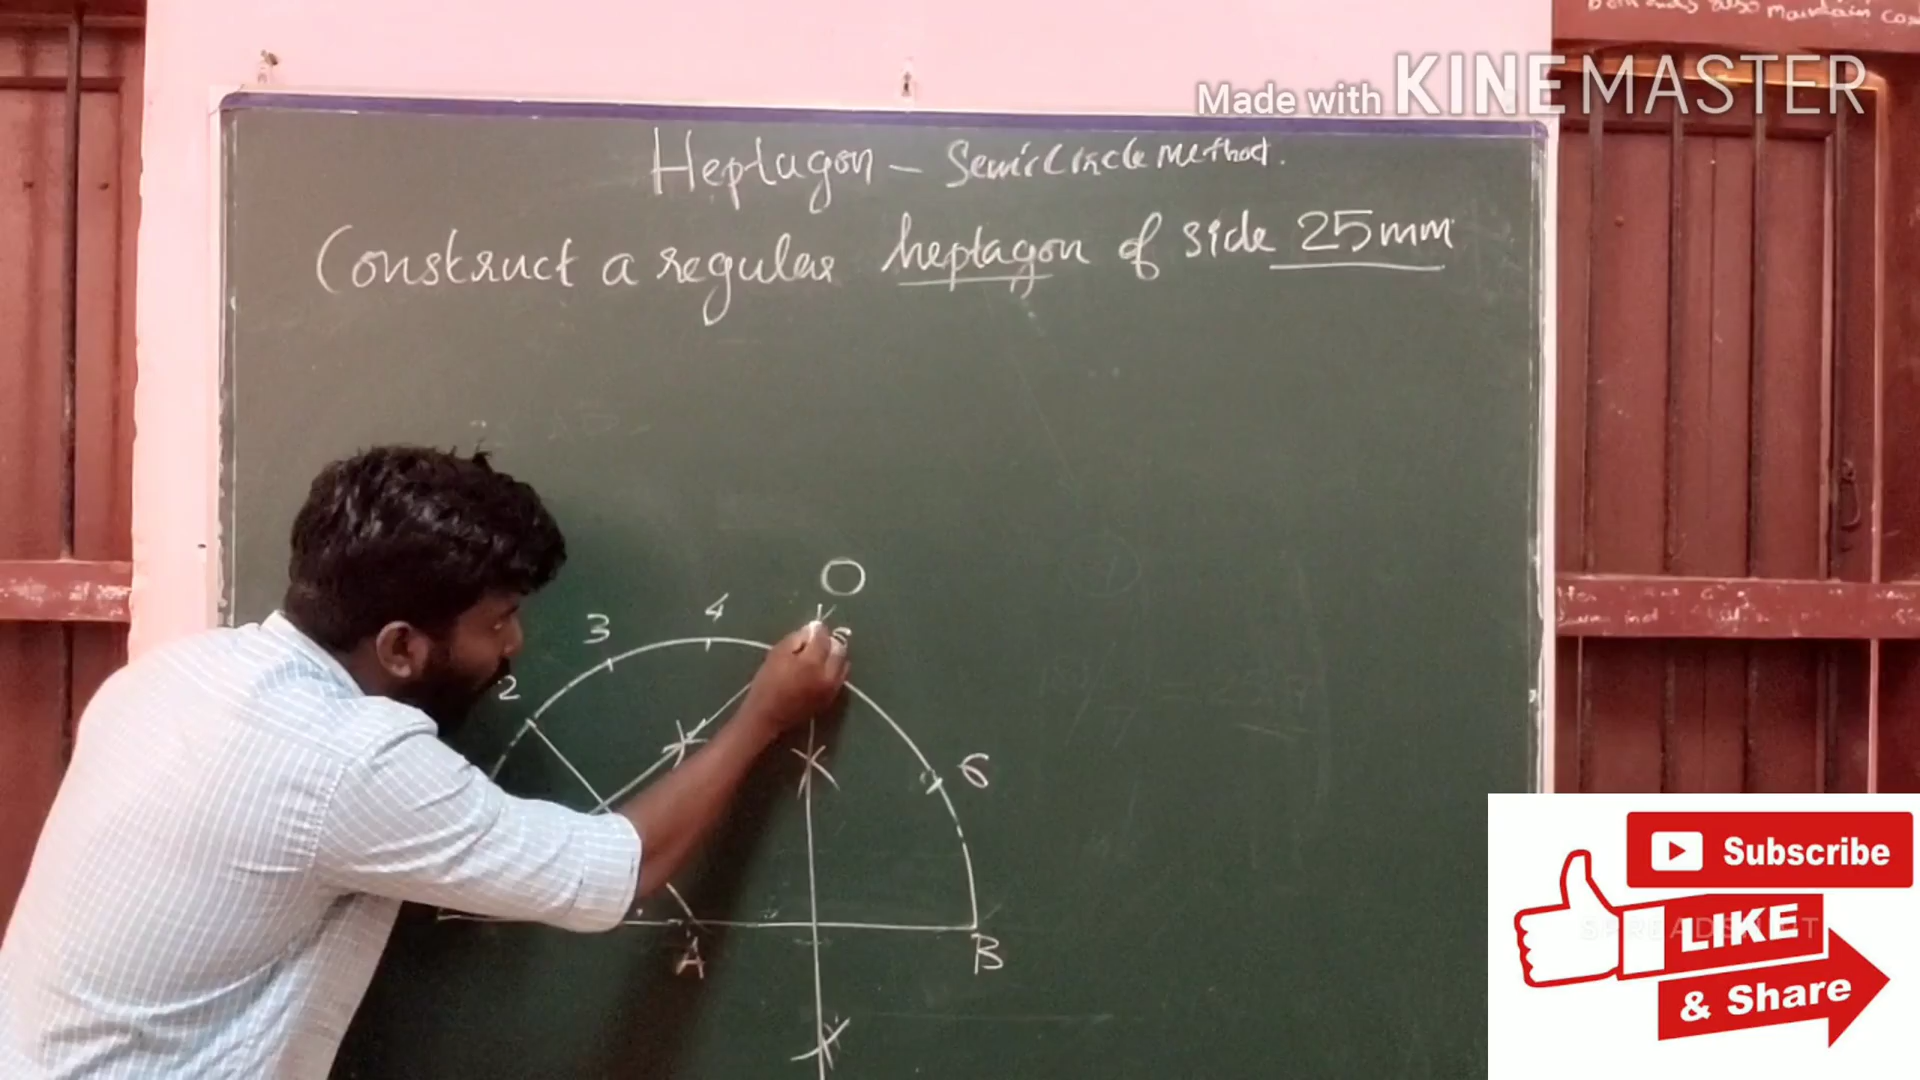 Made with KINEMASTER
Heptagon - SemiCircle Method.
Construct a regular heptagon of side 25mm
O
4
3
5
2
6
A
B
Subscribe
LIKE
& Share